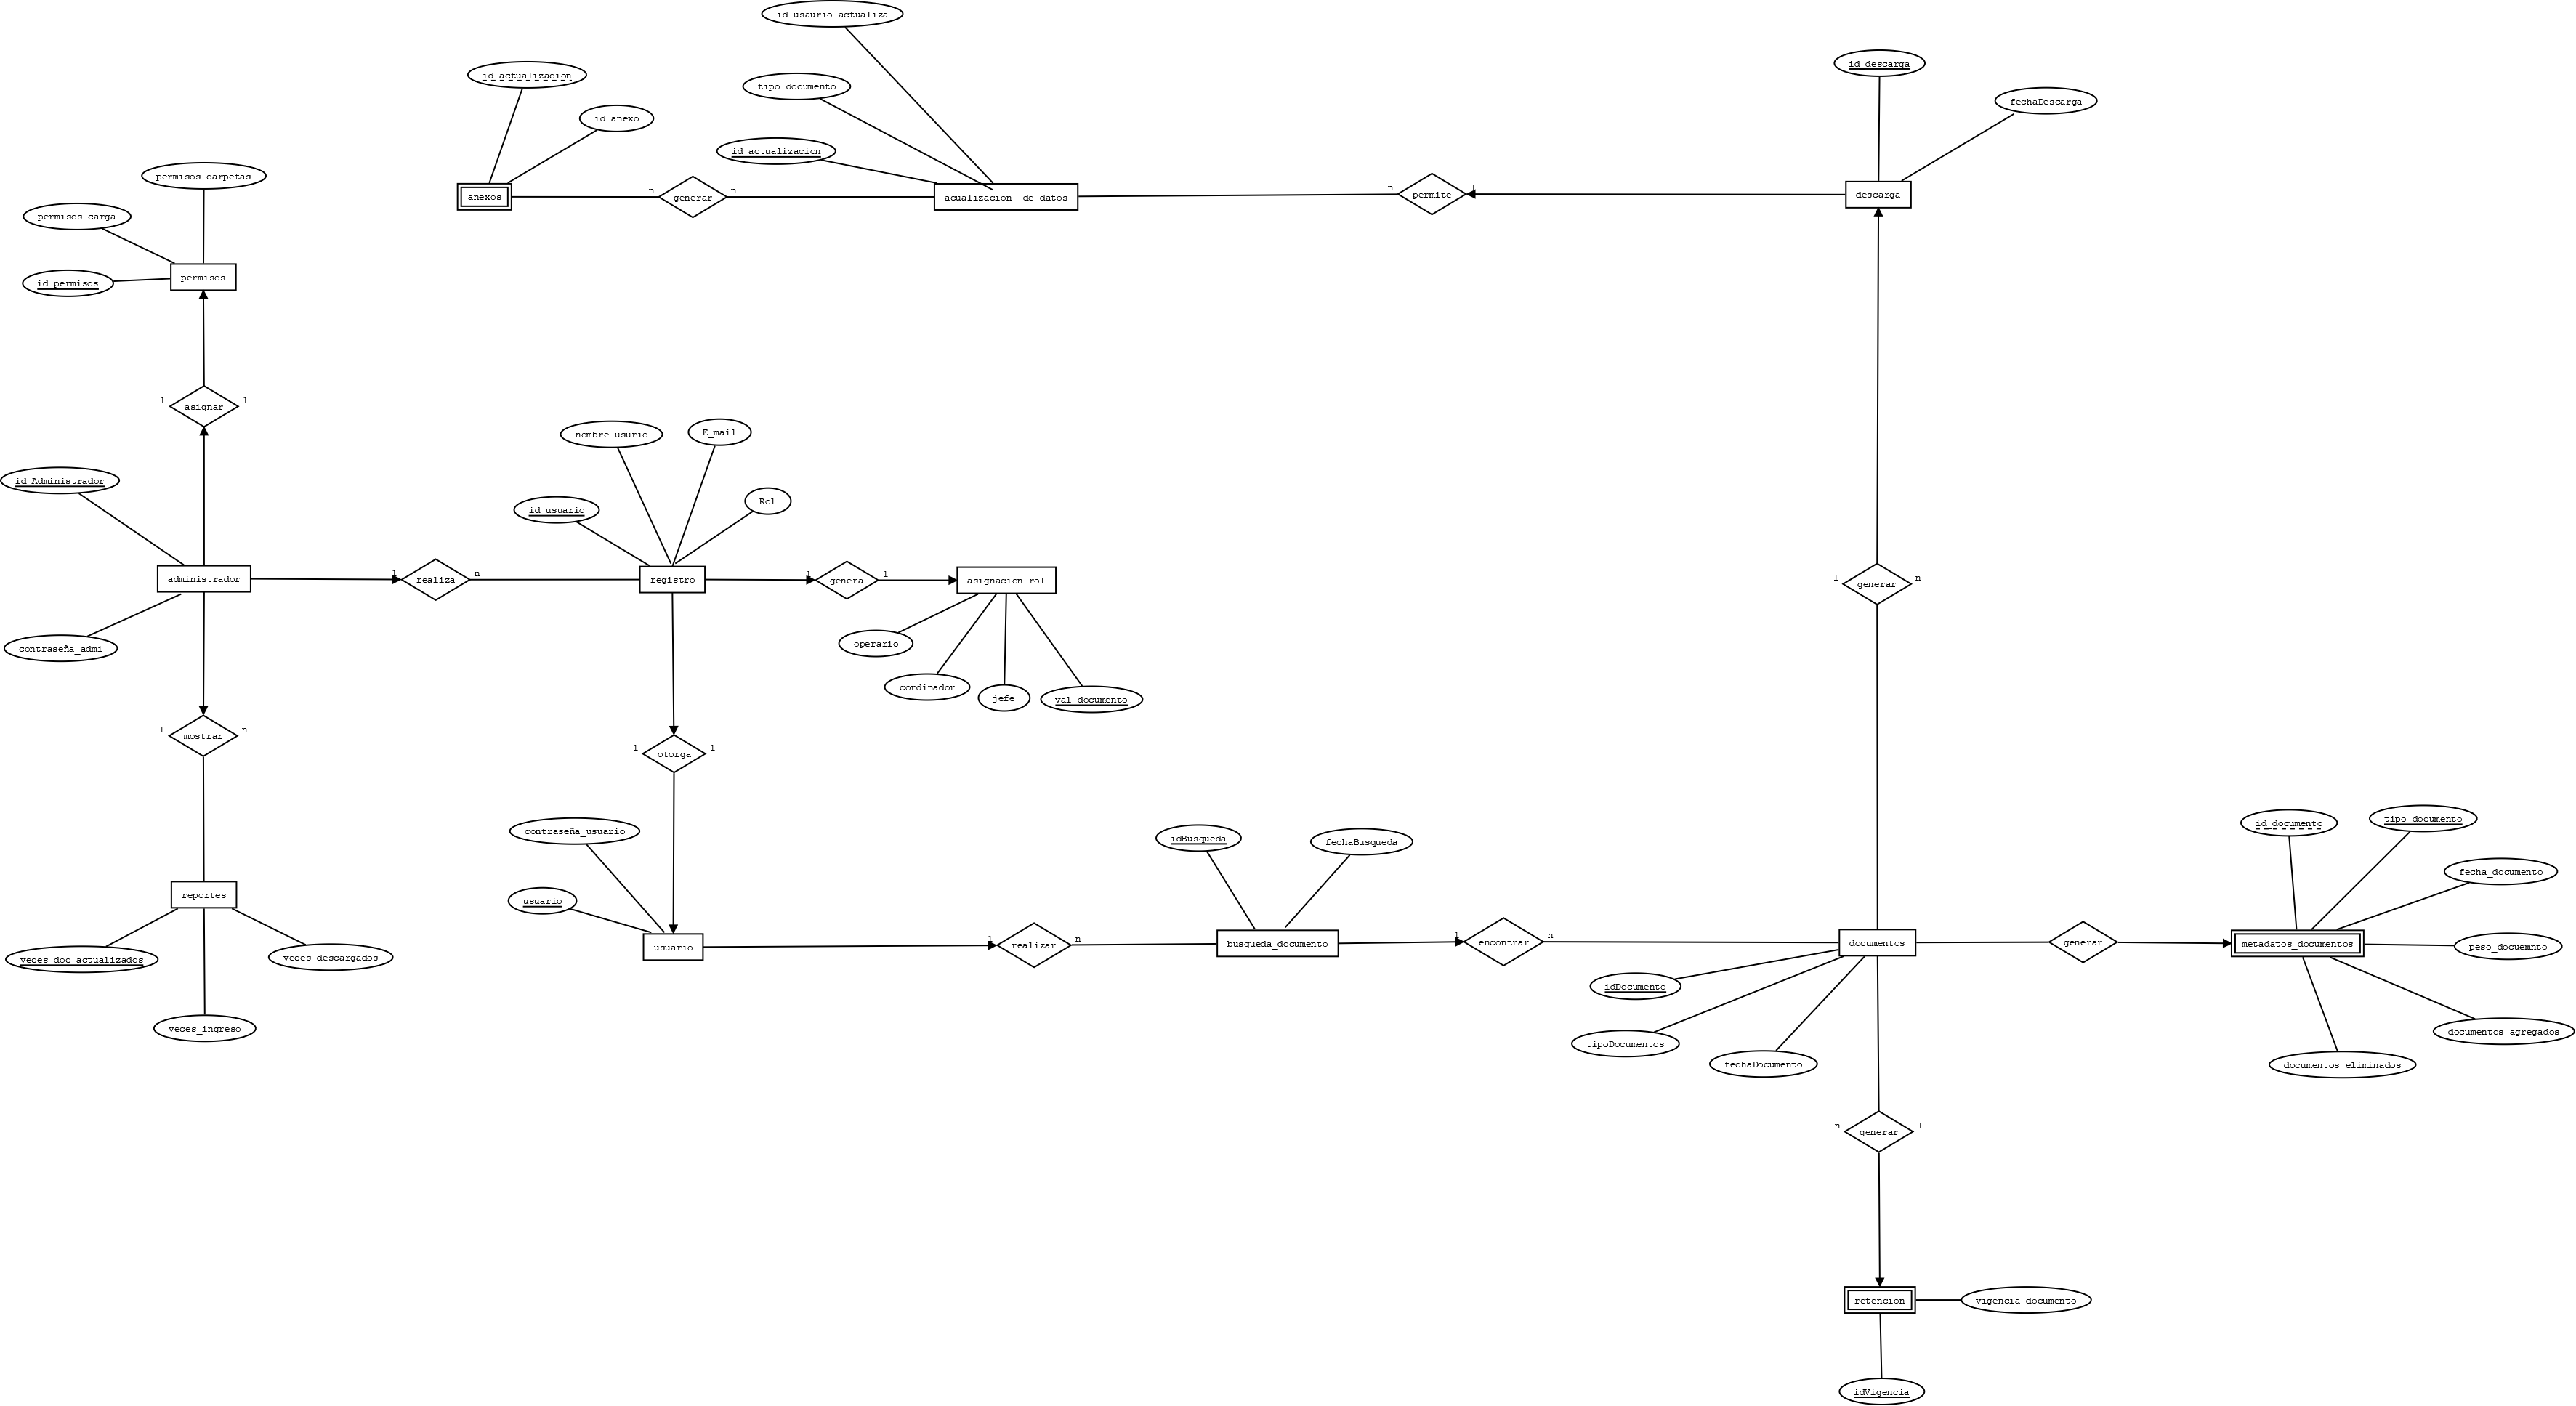 id_usaurio_actualiza
id_descarga
id_actualizacion
tipo_documento
fechaDescarga
id_anexo
id_actualizacion
permisos_carpetas
n
n
n
1
anexos
generar
acualizacion _de_datos
permite
descarga
permisos_carga
permisos
id_permisos
1
1
asignar
nombre_usurio
E_mail
id_Administrador
Rol
id_usuario
1
n
1
1
1
n
administrador
realiza
registro
genera
asignacion_rol
generar
contraseña_admi
operario
cordinador
jefe
val_documento
1
n
mostrar
1
1
otorga
contraseña_usuario
idBusqueda
fechaBusqueda
id_documento
tipo_documento
fecha_documento
reportes
usuario
1
n
1
n
usuario
realizar
busqueda_documento
encontrar
documentos
generar
metadatos_documentos
peso_docuemnto
veces_doc_actualizados
veces_descargados
idDocumento
veces_ingreso
tipoDocumentos
fechaDocumento
documentos agregados
documentos eliminados
n
1
generar
retencion
vigencia_documento
idVigencia